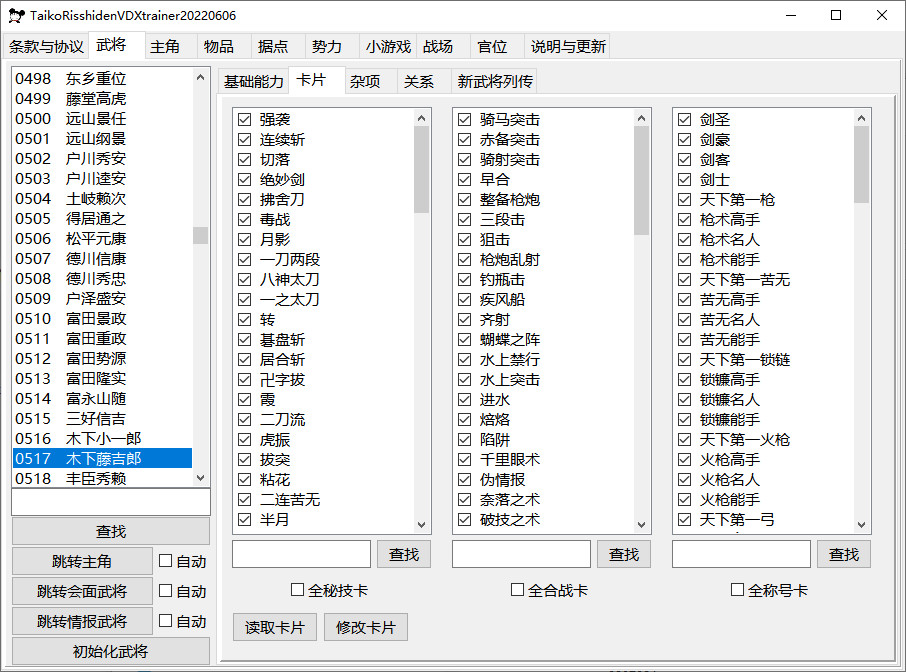 TaikoRisshidenVDXtrainer20220606
条款与协议 武将 主角 物品 据点 势力 小游戏 战场 官位 说明与更新
0498 东乡重位
0499 藤堂高虎
0500 远山景任
0501 远山纲景
0502 户川秀安
0503 户川逵安
0504 土岐赖次
0505 得居通之
0506 松平元康
0507 德川信康
0508 德川秀忠
0509 户泽盛安
0510 富田景政
0511 富田重政
0512 富田势源
0513 富田隆实
0514 富永山随
0515 三好信吉
0516 木下小一郎
0517 木下藤吉郎
0518 丰臣秀赖
查找
跳转主角 自动
跳转会面武将 自动
跳转情报武将 自动
初始化武将
基础能力 卡片 杂项 关系 新武将列传
强袭
连续斩
切落
绝妙剑
拂舍刀
毒战
月影
一刀两段
八神太刀
一之太刀
转
碁盘斩
居合斩
卍字拔
霞
二刀流
虎振
拔突
粘花
二连苦无
半月
查找
全秘技卡
骑马突击
赤备突击
骑射突击
早合
整备枪炮
三段击
狙击
枪炮乱射
钓瓶击
疾风船
齐射
蝴蝶之阵
水上禁行
水上突击
进水
焙烙
陷阱
千里眼术
伪情报
奈落之术
破技之术
查找
全合战卡
剑圣
剑豪
剑客
剑士
天下第一枪
枪术高手
枪术名人
枪术能手
天下第一苦无
苦无高手
苦无名人
苦无能手
天下第一锁链
锁镰高手
锁镰名人
锁镰能手
天下第一火枪
火枪高手
火枪名人
火枪能手
天下第一弓
查找
全称号卡
读取卡片 修改卡片